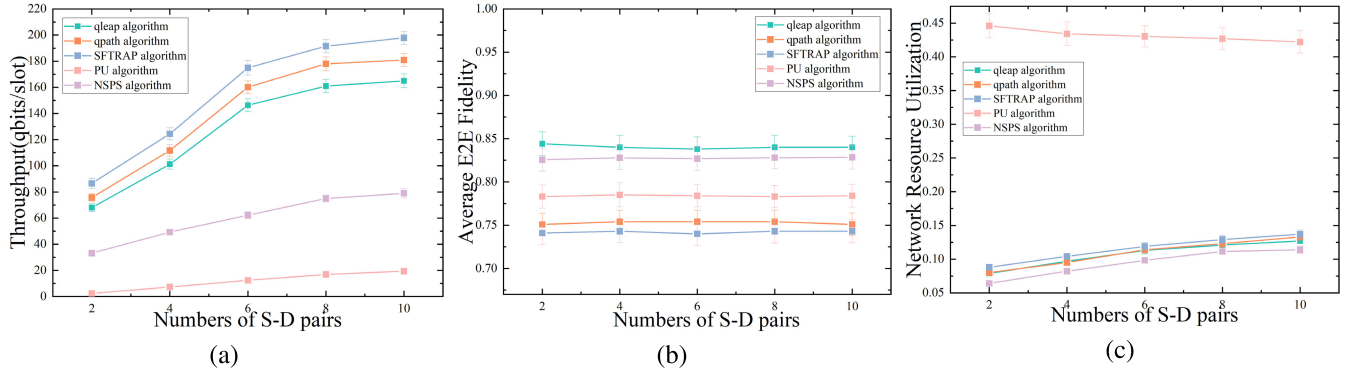 220
200
180
160
140
120
100
80
60
40
20
0
Throughput(qbits/slot)
qleap algorithm
qpath algorithm
SFTRAP algorithm
PU algorithm
NSPS algorithm
2 4 6 8 10
Numbers of S-D pairs
(a)
1.00
0.95
0.90
0.85
0.80
0.75
0.70
Average E2E Fidelity
qleap algorithm
qpath algorithm
SFTRAP algorithm
PU algorithm
NSPS algorithm
2 4 6 8 10
Numbers of S-D pairs
(b)
0.45
0.40
0.35
0.30
0.25
0.20
0.15
0.10
0.05
Network Resource Utilization
qleap algorithm
qpath algorithm
SFTRAP algorithm
PU algorithm
NSPS algorithm
2 4 6 8 10
Numbers of S-D pairs
(c)